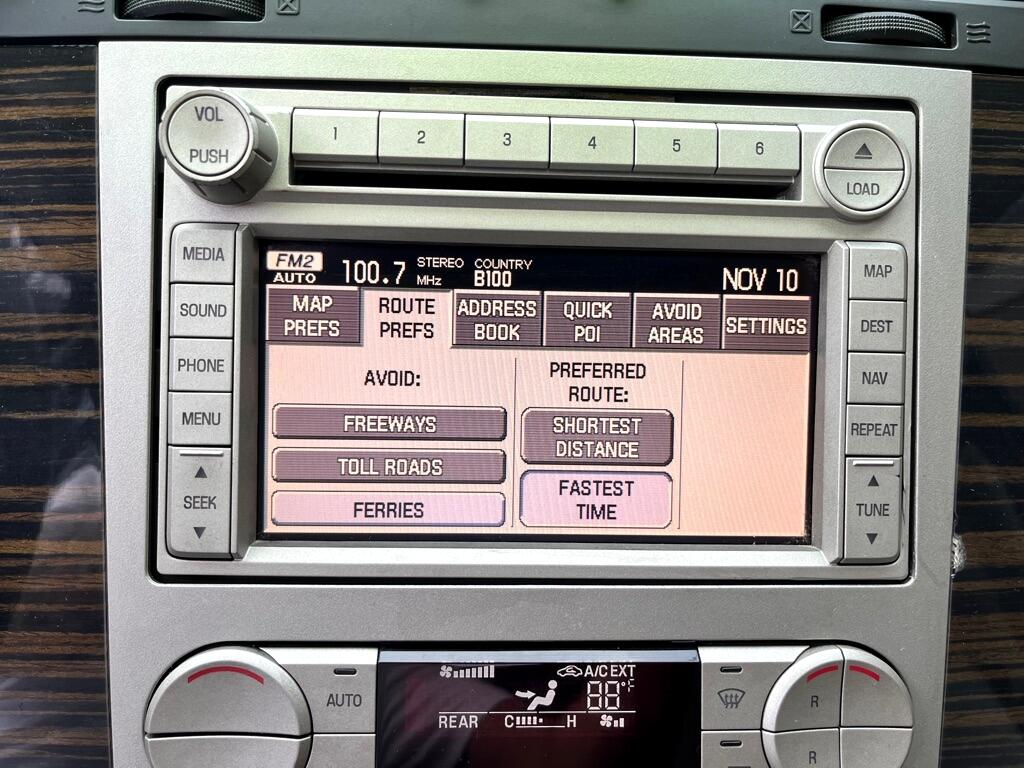 VOL
PUSH
1 2 3 4 5 6
LOAD
MEDIA
SOUND
PHONE
MENU
SEEK
FM2
AUTO
100.7 MHz
STEREO COUNTRY
B100
NOV 10
MAP PREFS
ROUTE PREFS
ADDRESS BOOK
QUICK POI
AVOID AREAS
SETTINGS
AVOID:
FREEWAYS
TOLL ROADS
FERRIES
PREFERRED
ROUTE:
SHORTEST
DISTANCE
FASTEST
TIME
MAP
DEST
NAV
REPEAT
TUNE
AUTO
A/C EXT
88°F
REAR C H
R
R